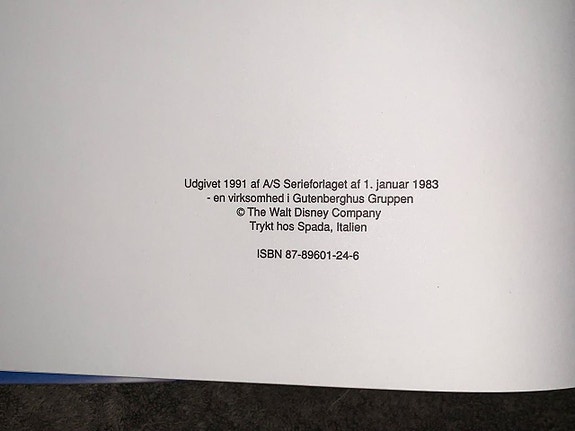 Udgivet 1991 af A/S Serieforlaget af 1. januar 1983
- en virksomhed i Gutenberghus Gruppen
© The Walt Disney Company
Trykt hos Spada, Italien
ISBN 87-89601-24-6